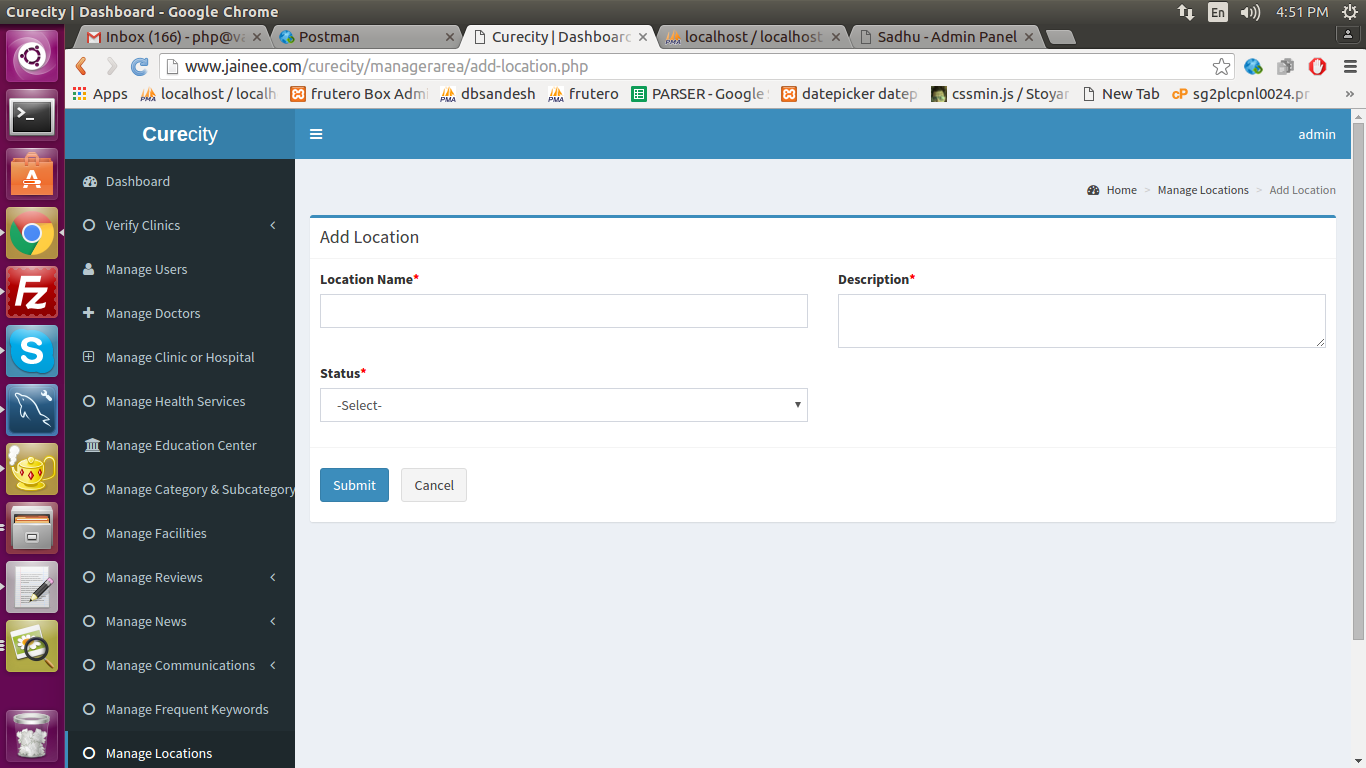 Curecity | Dashboard - Google Chrome
En
4:51 PM
Inbox (166) - php@va
Postman
Curecity | Dashboard
localhost / localhost
Sadhu - Admin Panel
www.jainee.com/curecity/managerarea/add-location.php
Apps
localhost / localh
frutero Box Admi
dbsandesh
frutero
PARSER - Google S
datepicker datep
cssmin.js / Stoyan
New Tab
cP sg2plcpnl0024.pr
»
Curecity
admin
Home > Manage Locations > Add Location
Dashboard
Verify Clinics
Manage Users
Manage Doctors
Manage Clinic or Hospital
Manage Health Services
Manage Education Center
Manage Category & Subcategory
Manage Facilities
Manage Reviews
Manage News
Manage Communications
Manage Frequent Keywords
Manage Locations
Add Location
Location Name*
Description*
Status*
-Select-
Submit
Cancel